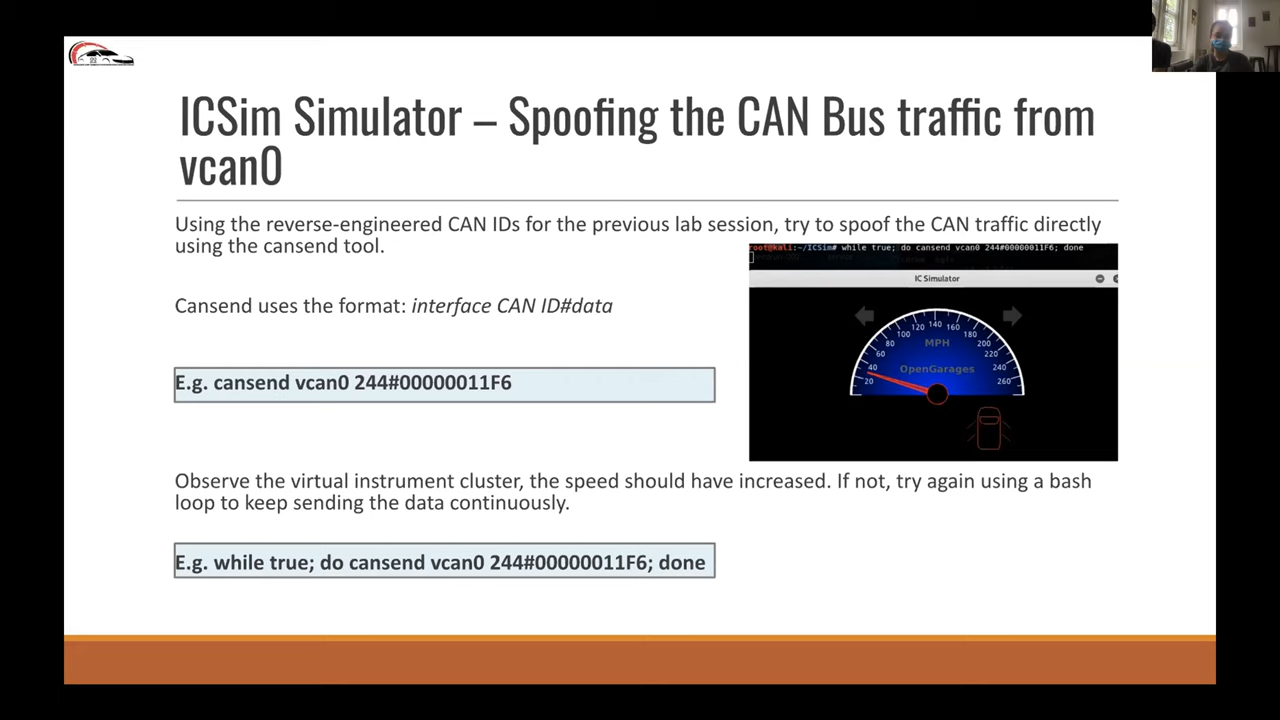 ICSim Simulator – Spoofing the CAN Bus traffic from
vcan0
Using the reverse-engineered CAN IDs for the previous lab session, try to spoof the CAN traffic directly
using the cansend tool.
root@kali:~/ICSim# while true; do cansend vcan0 244#00000011F6; done
IC Simulator
Cansend uses the format: interface CAN ID#data
120 140 160
100 180
80 MPH 200
60 220
40 OpenGarages 240
20 260
E.g. cansend vcan0 244#00000011F6
Observe the virtual instrument cluster, the speed should have increased. If not, try again using a bash
loop to keep sending the data continuously.
E.g. while true; do cansend vcan0 244#00000011F6; done